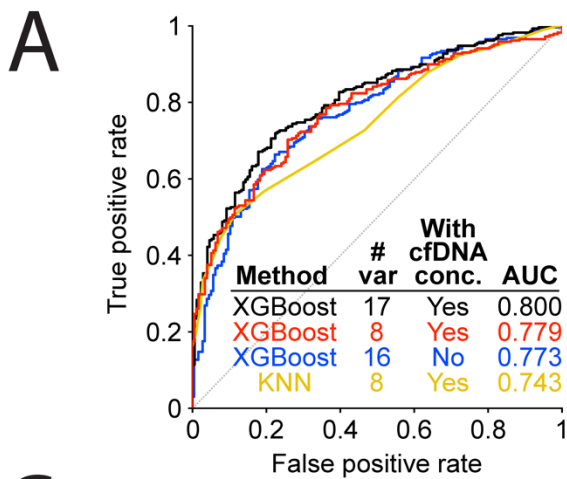 A
True positive rate
1
0.8
0.6
0.4
0.2
0
With
# cfDNA
Method var conc. AUC
XGBoost 17 Yes 0.800
XGBoost 8 Yes 0.779
XGBoost 16 No 0.773
KNN 8 Yes 0.743
0 0.2 0.4 0.6 0.8 1
False positive rate